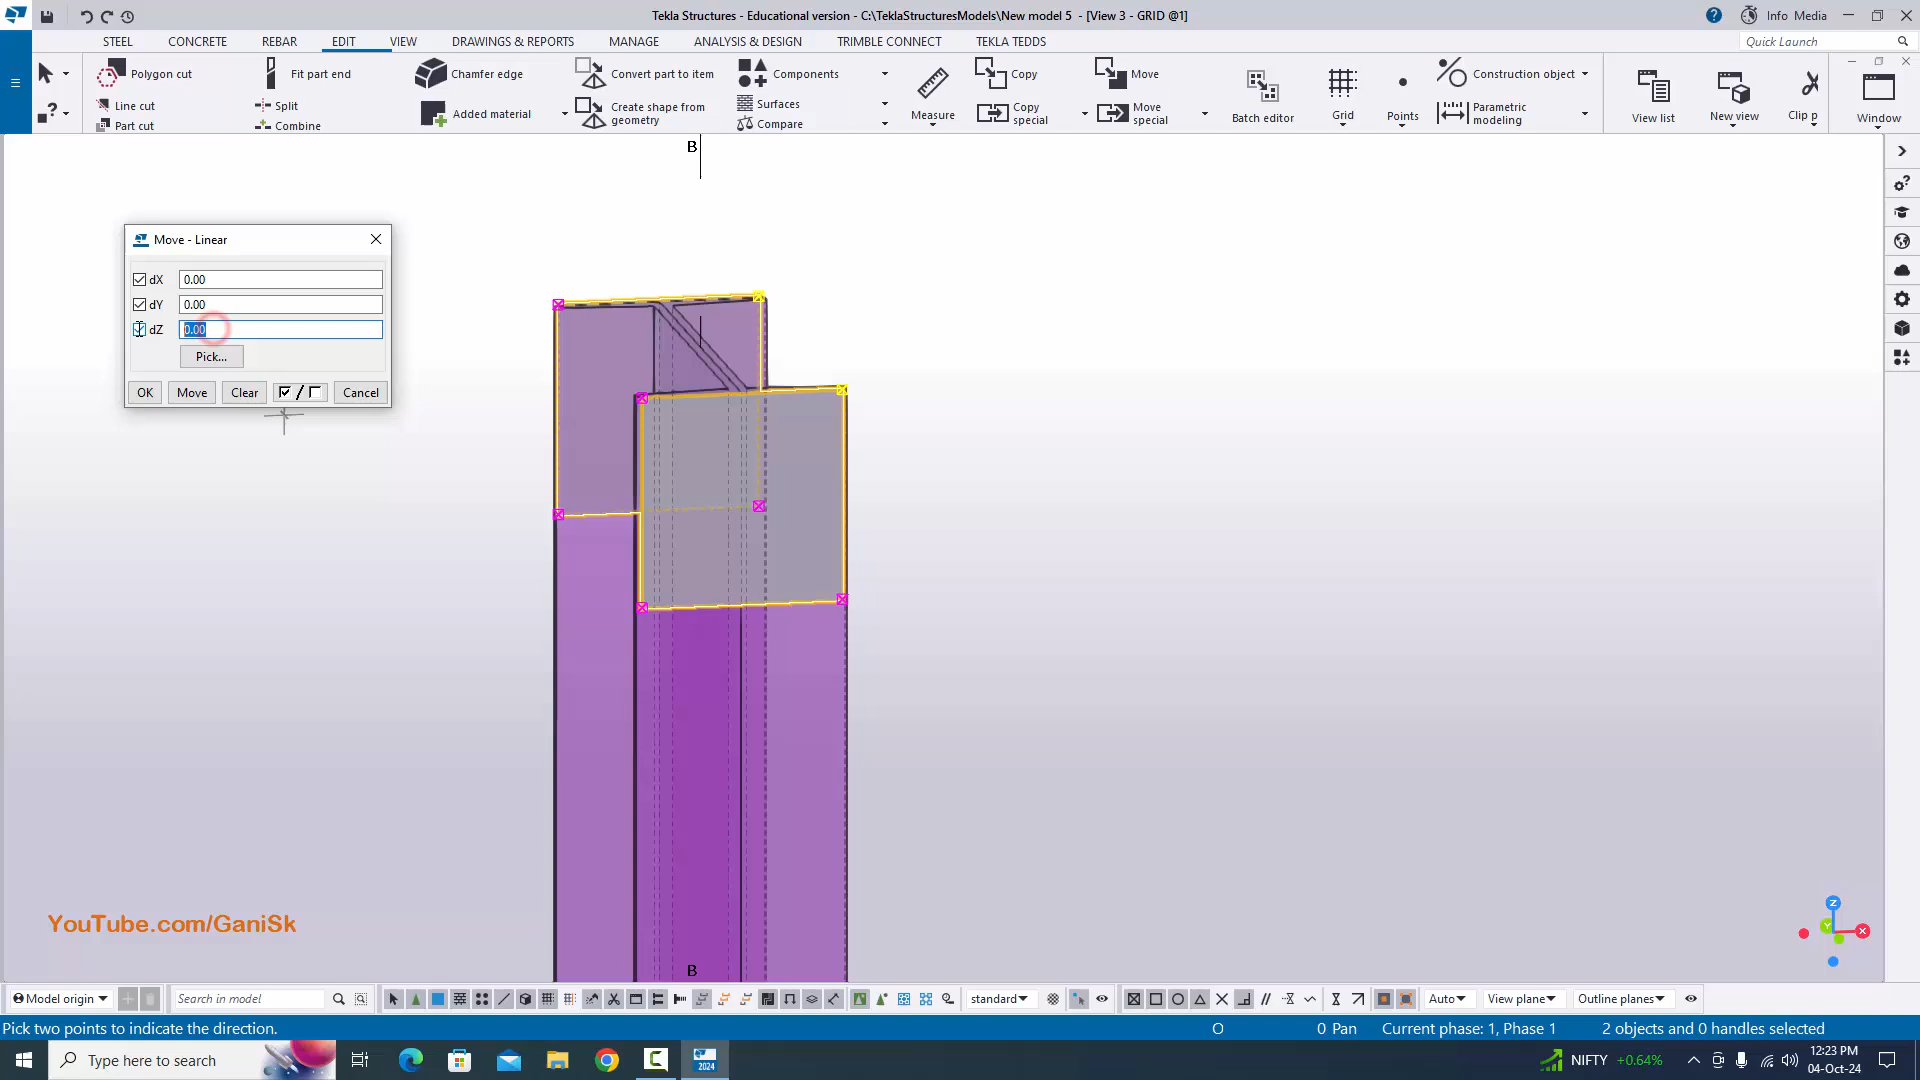 Tekla Structures - Educational version - C:\TeklaStructuresModels\New model 5 - [View 3 - GRID @1]
Info Media
STEEL CONCRETE REBAR EDIT VIEW DRAWINGS & REPORTS MANAGE ANALYSIS & DESIGN TRIMBLE CONNECT TEKLA TEDDS
Quick Launch
Polygon cut
Line cut
Part cut
Fit part end
Split
Combine
Chamfer edge
Added material
Convert part to item
Create shape from
geometry
Components
Surfaces
Compare
Measure
Copy
Copy
special
Move
Move
special
Batch editor
Grid
Points
Construction object
Parametric
modeling
View list
New view
Clip p
Window
B
Move - Linear
dX 0.00
dY 0.00
dZ 0.00
Pick...
OK Move Clear / Cancel
YouTube.com/GaniSk
B
Z
Y
X
Model origin
Search in model
standard
Auto
View plane
Outline planes
Pick two points to indicate the direction.
O
0 Pan
Current phase: 1, Phase 1
2 objects and 0 handles selected
Type here to search
2024
NIFTY +0.64%
12:23 PM
04-Oct-24